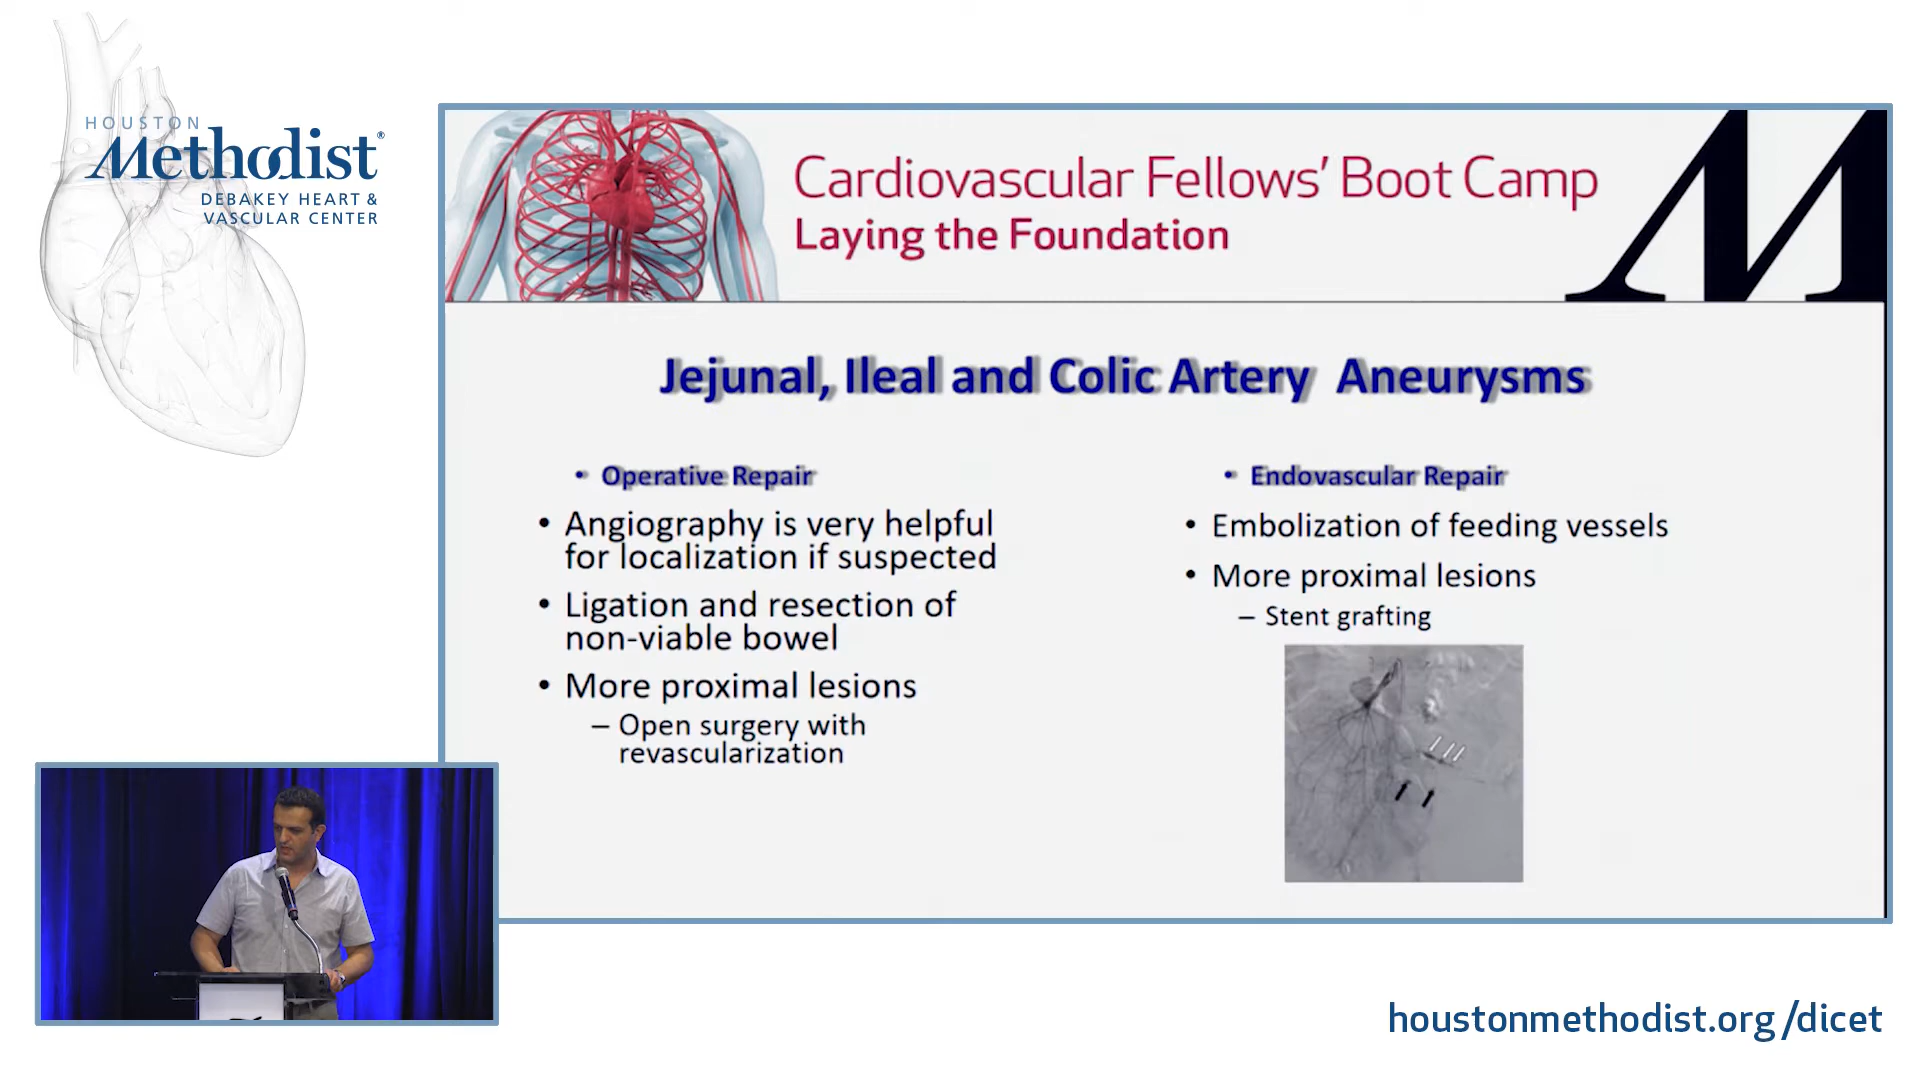 HOUSTON
Methodist®
DEBAKEY HEART &
VASCULAR CENTER
Cardiovascular Fellows' Boot Camp
Laying the Foundation
M
Jejunal, Ileal and Colic Artery Aneurysms
• Operative Repair
• Angiography is very helpful
for localization if suspected
• Ligation and resection of
non-viable bowel
• More proximal lesions
– Open surgery with
revascularization
• Endovascular Repair
• Embolization of feeding vessels
• More proximal lesions
– Stent grafting
houstonmethodist.org/dicet